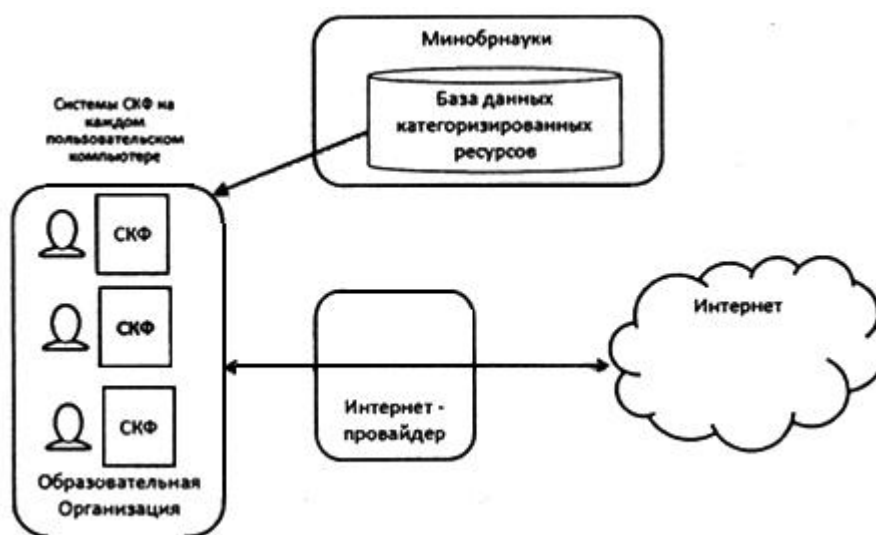 Минобрнауки
База данных
категоризированных
ресурсов
Системы СКФ на
каждом
пользовательском
компьютере
СКФ
СКФ
СКФ
Образовательная
Организация
Интернет -
провайдер
Интернет